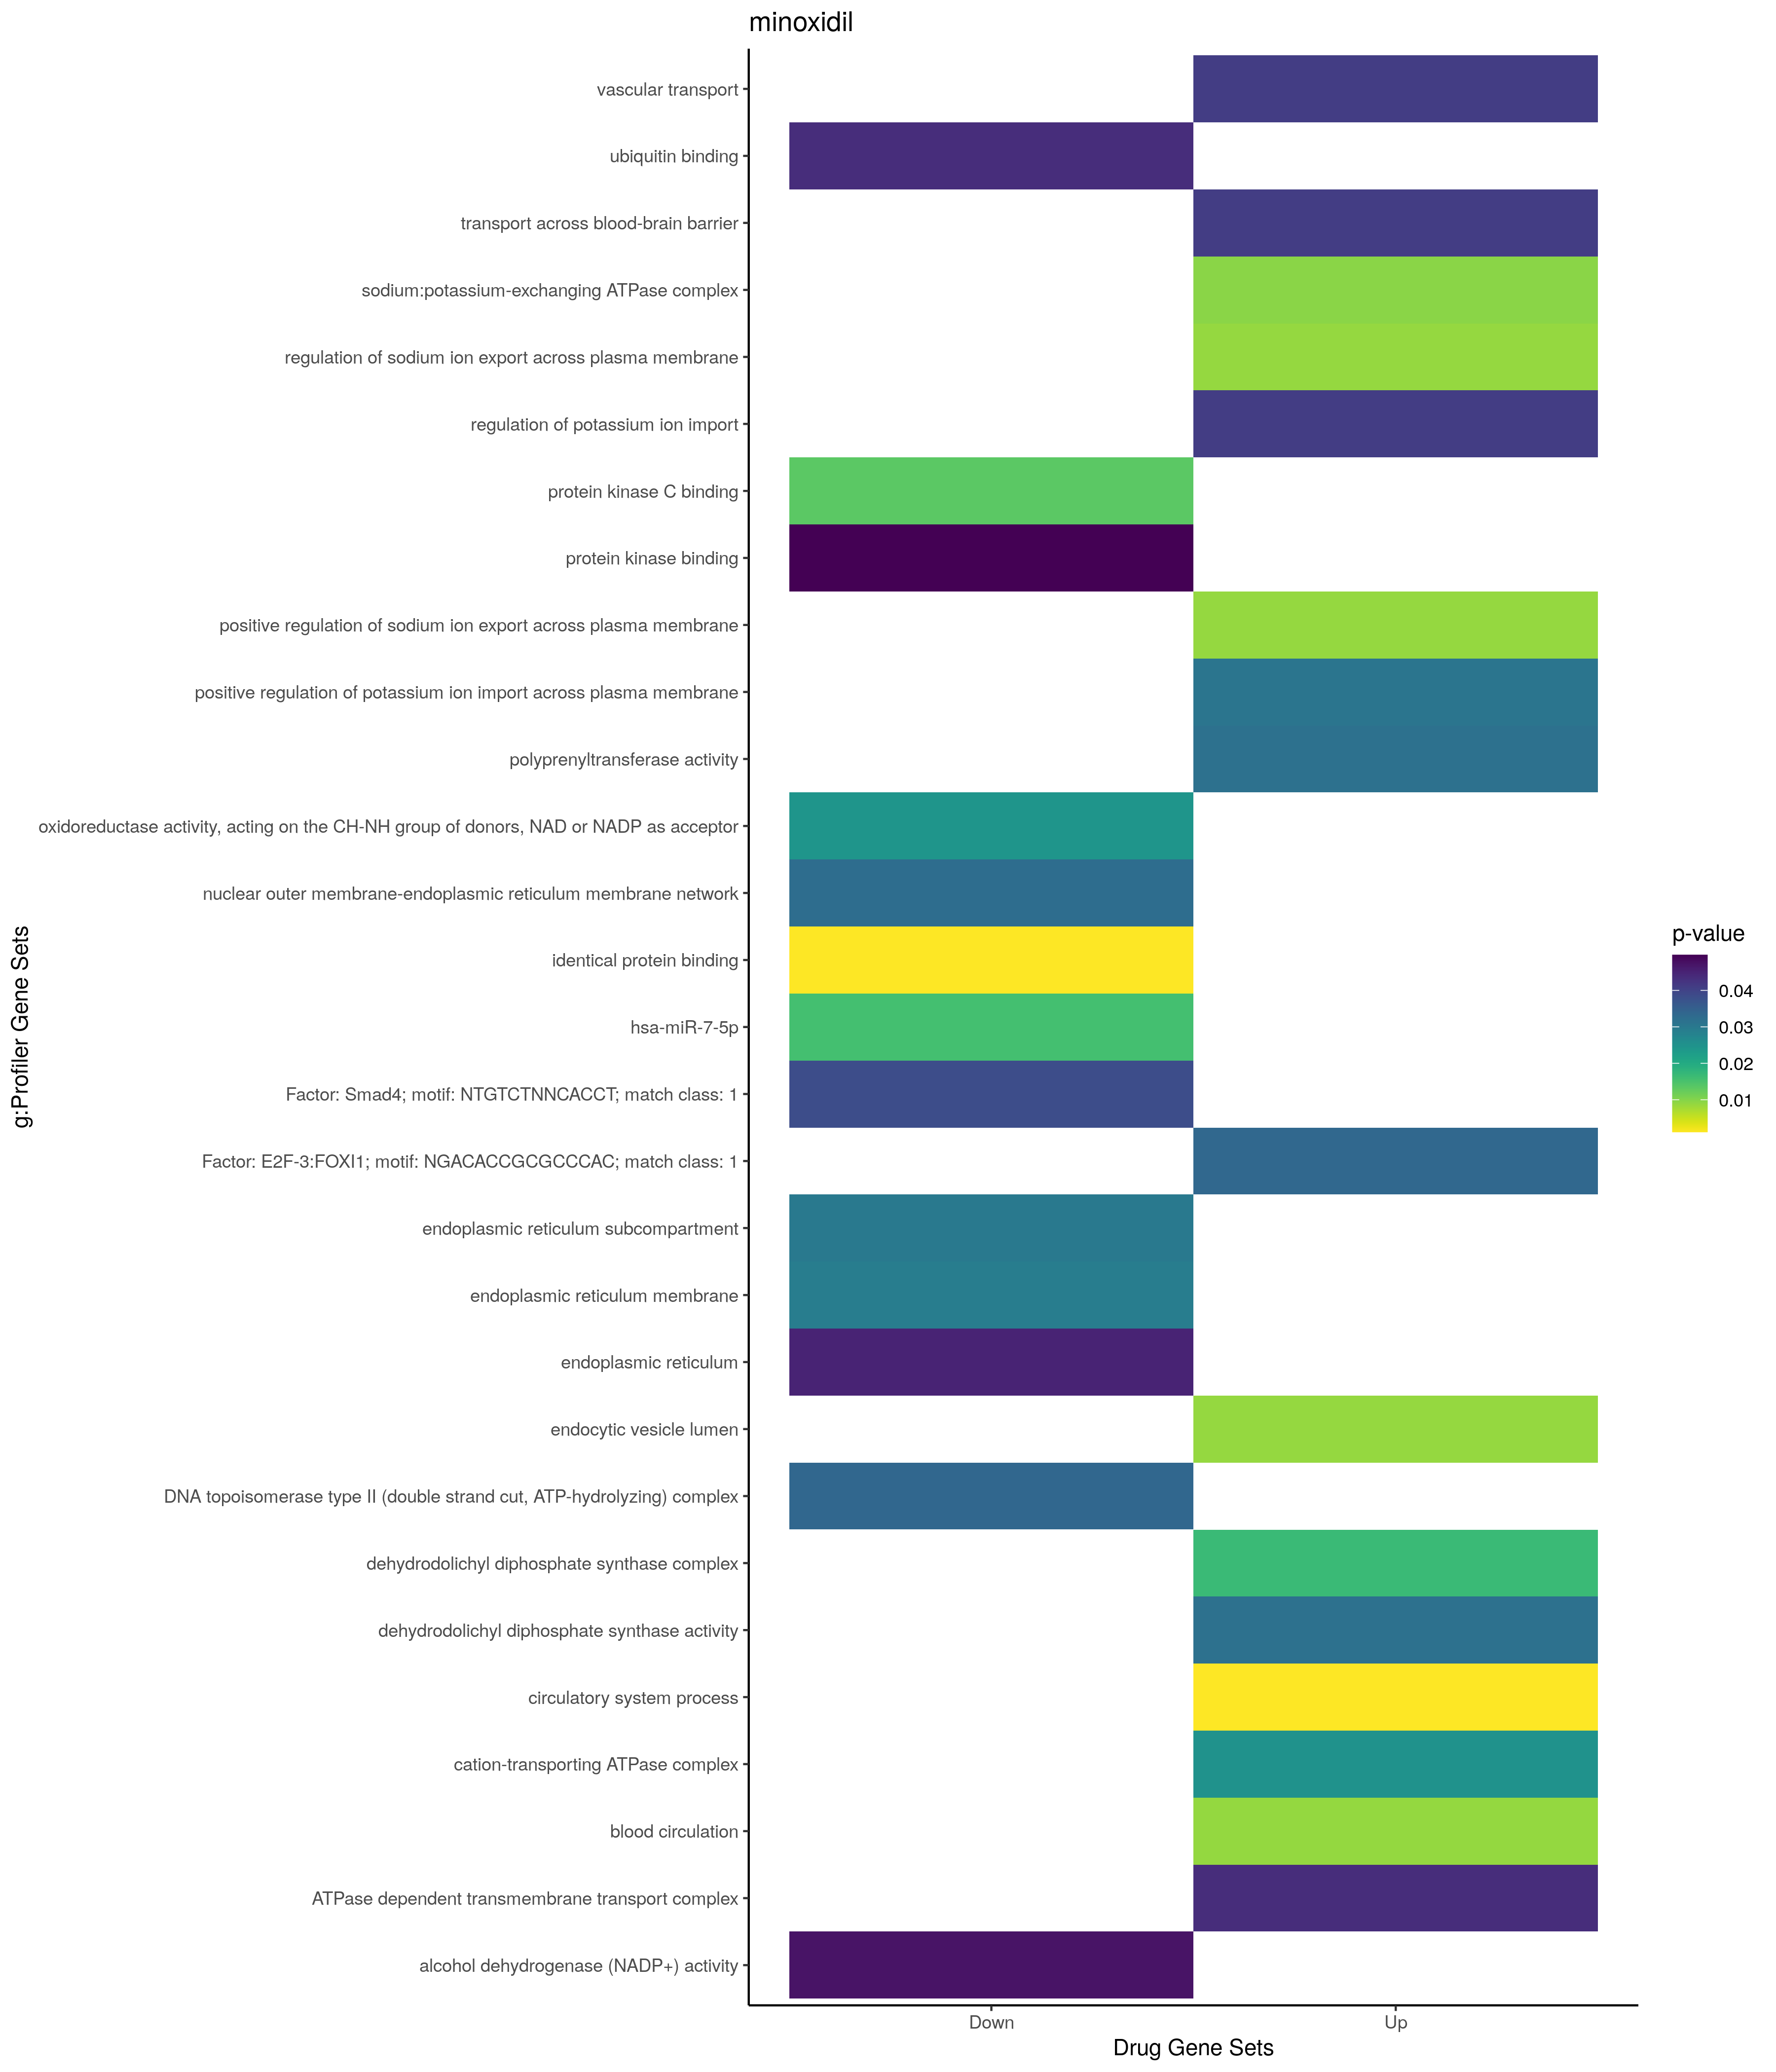 minoxidil
vascular transport
ubiquitin binding
transport across blood-brain barrier
sodium:potassium-exchanging ATPase complex
regulation of sodium ion export across plasma membrane
regulation of potassium ion import
protein kinase C binding
protein kinase binding
positive regulation of sodium ion export across plasma membrane
positive regulation of potassium ion import across plasma membrane
polyprenyltransferase activity
oxidoreductase activity, acting on the CH-NH group of donors, NAD or NADP as acceptor
nuclear outer membrane-endoplasmic reticulum membrane network
identical protein binding
hsa-miR-7-5p
Factor: Smad4; motif: NTGTCTNNCACCT; match class: 1
Factor: E2F-3:FOXI1; motif: NGACACCGCGCCCAC; match class: 1
endoplasmic reticulum subcompartment
endoplasmic reticulum membrane
endoplasmic reticulum
endocytic vesicle lumen
DNA topoisomerase type II (double strand cut, ATP-hydrolyzing) complex
dehydrodolichyl diphosphate synthase complex
dehydrodolichyl diphosphate synthase activity
circulatory system process
cation-transporting ATPase complex
blood circulation
ATPase dependent transmembrane transport complex
alcohol dehydrogenase (NADP+) activity
g:Profiler Gene Sets
Down
Up
Drug Gene Sets
p-value
0.04
0.03
0.02
0.01